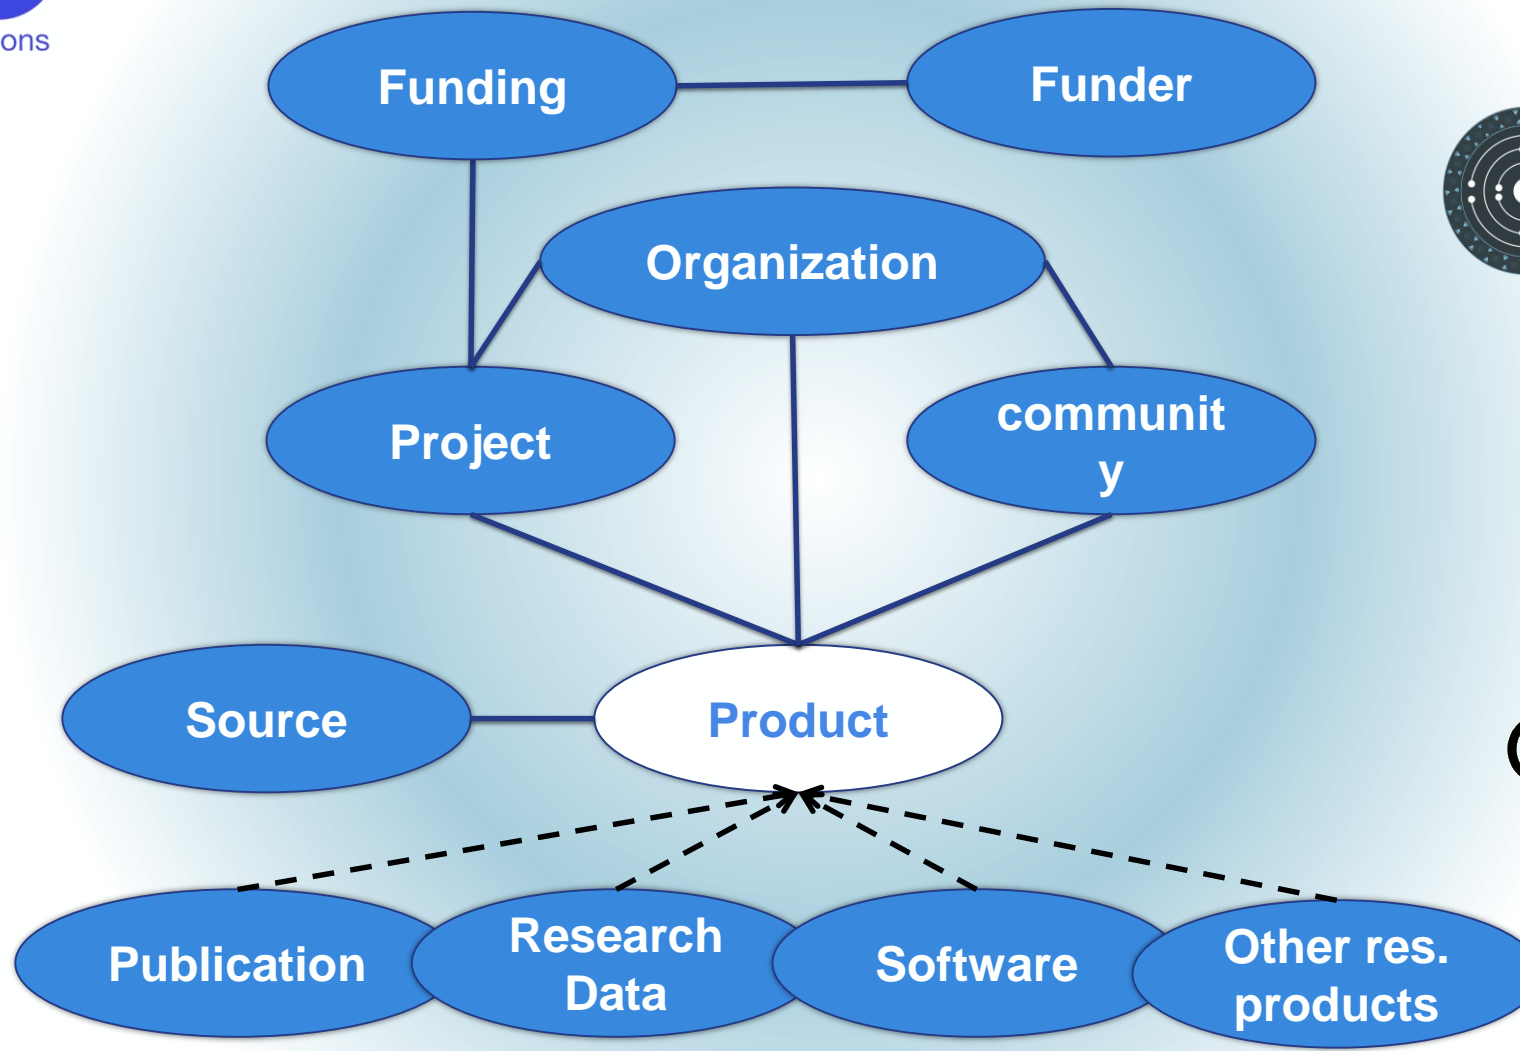 ons
Funding
Funder
Organization
Project
communit
y
Source
Product
Publication
Research
Data
Software
Other res.
products